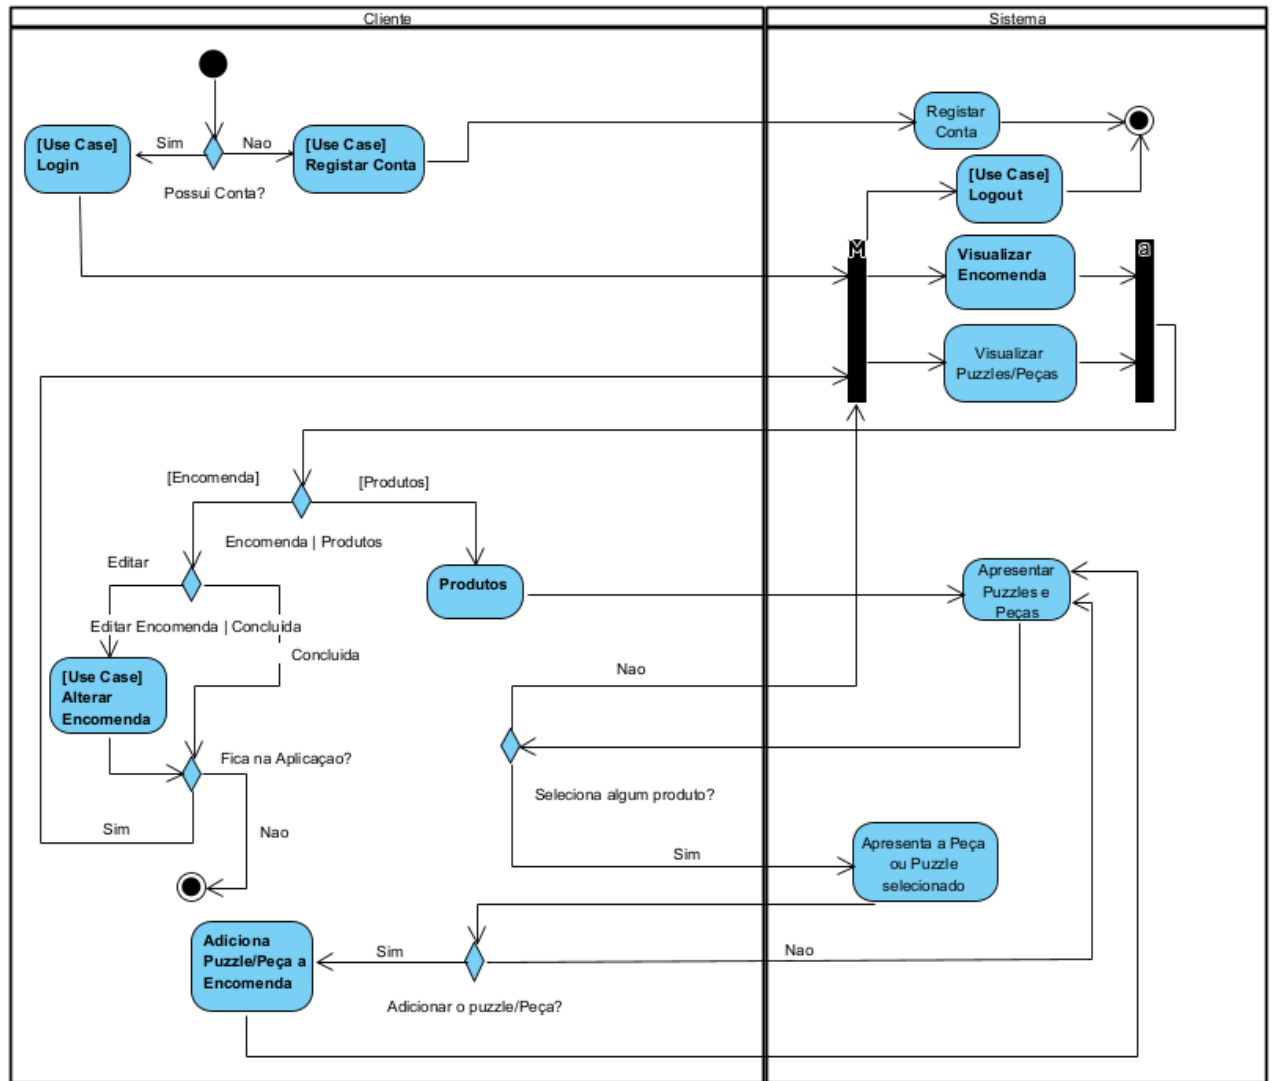 Cliente
Sistema
[Use Case]
Login
Sim
Nao
Possui Conta?
[Use Case]
Registar Conta
Registar
Conta
[Use Case]
Logout
M
a
Visualizar
Encomenda
Visualizar
Puzzles/Peças
[Encomenda]
[Produtos]
Encomenda | Produtos
Editar
Editar Encomenda | Concluída
Concluida
Produtos
Apresentar
Puzzles e
Peças
[Use Case]
Alterar
Encomenda
Nao
Fica na Aplicaçao?
Seleciona algum produto?
Sim
Nao
Sim
Apresenta a Peça
ou Puzzle
selecionado
Adiciona
Puzzle/Peça a
Encomenda
Sim
Nao
Adicionar o puzzle/Peça?